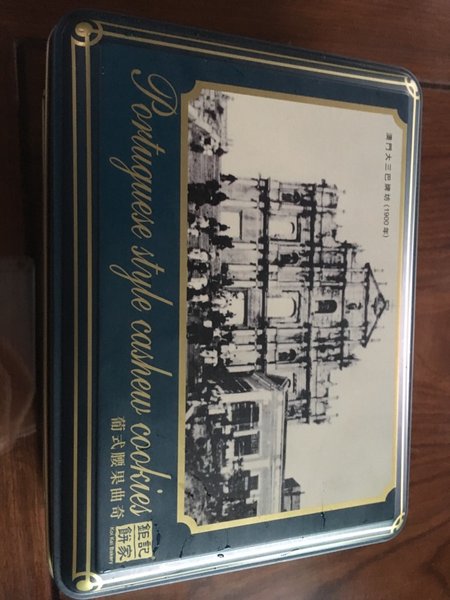 澳門大三巴牌坊(1900年)
Portuguese style cashew cookies
葡式腰果曲奇
鉅記
餅家
Koi Kei Bakery